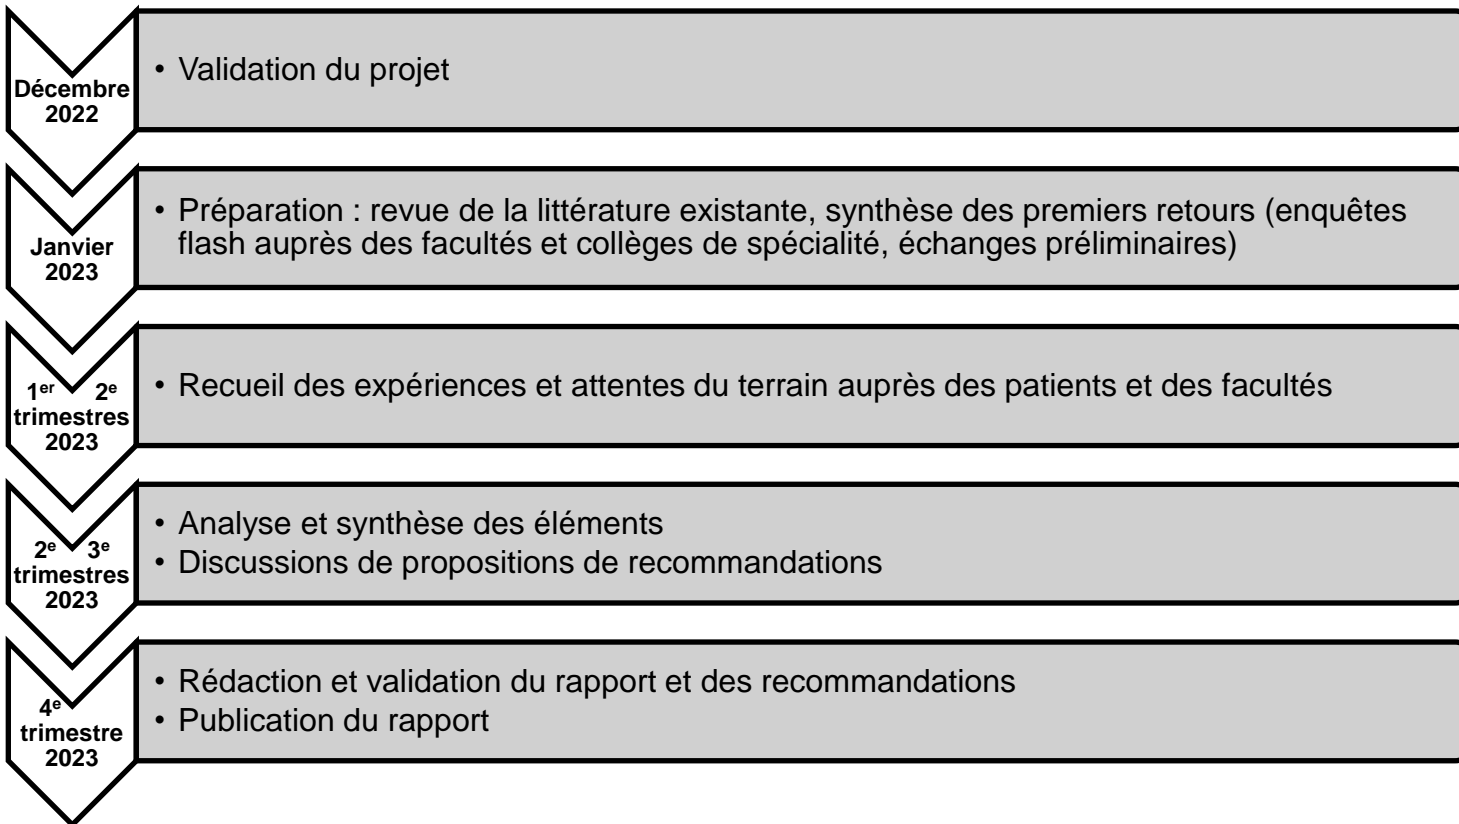 Décembre
2022
• Validation du projet
Janvier
2023
• Préparation : revue de la littérature existante, synthèse des premiers retours (enquêtes
flash auprès des facultés et collèges de spécialité, échanges préliminaires)
1er 2e
trimestres
2023
• Recueil des expériences et attentes du terrain auprès des patients et des facultés
2e 3e
trimestres
2023
• Analyse et synthèse des éléments
• Discussions de propositions de recommandations
4e
trimestre
2023
• Rédaction et validation du rapport et des recommandations
• Publication du rapport